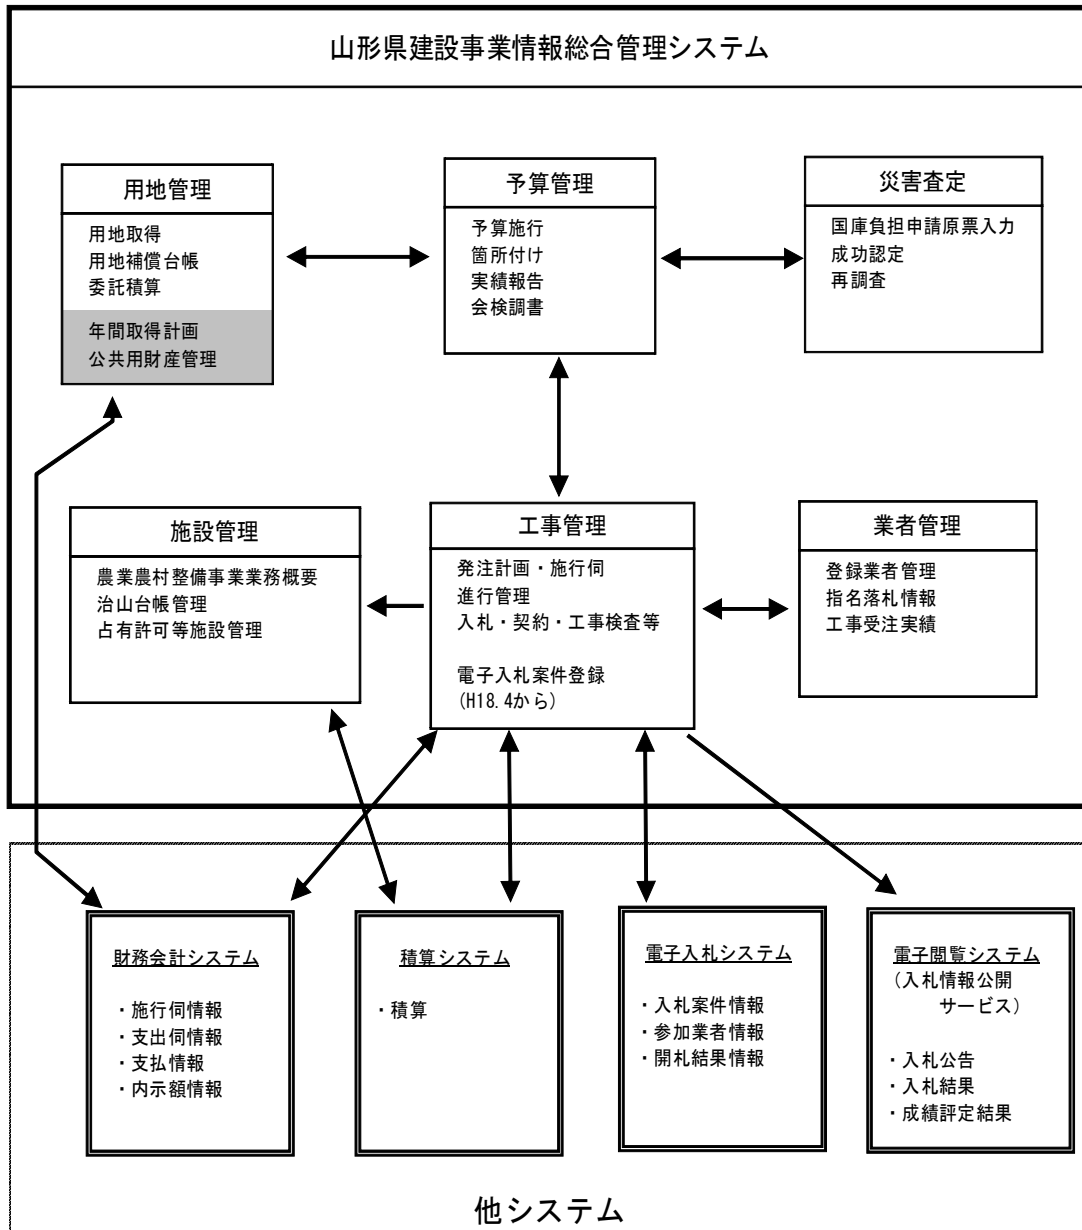 山形県建設事業情報総合管理システム
用地管理
用地取得
用地補償台帳
委託積算
年間取得計画
公共用財産管理
予算管理
予算施行
箇所付け
実績報告
会検調書
災害査定
国庫負担申請原票入力
成功認定
再調査
施設管理
農業農村整備事業業務概要
治山台帳管理
占有許可等施設管理
工事管理
発注計画・施行伺
進行管理
入札・契約・工事検査等
電子入札案件登録
(H18.4から)
業者管理
登録業者管理
指名落札情報
工事受注実績
財務会計システム
・施行伺情報
・支出伺情報
・支払情報
・内示額情報
積算システム
・積算
電子入札システム
・入札案件情報
・参加業者情報
・開札結果情報
電子閲覧システム
(入札情報公開
サービス)
・入札公告
・入札結果
・成績評定結果
他システム